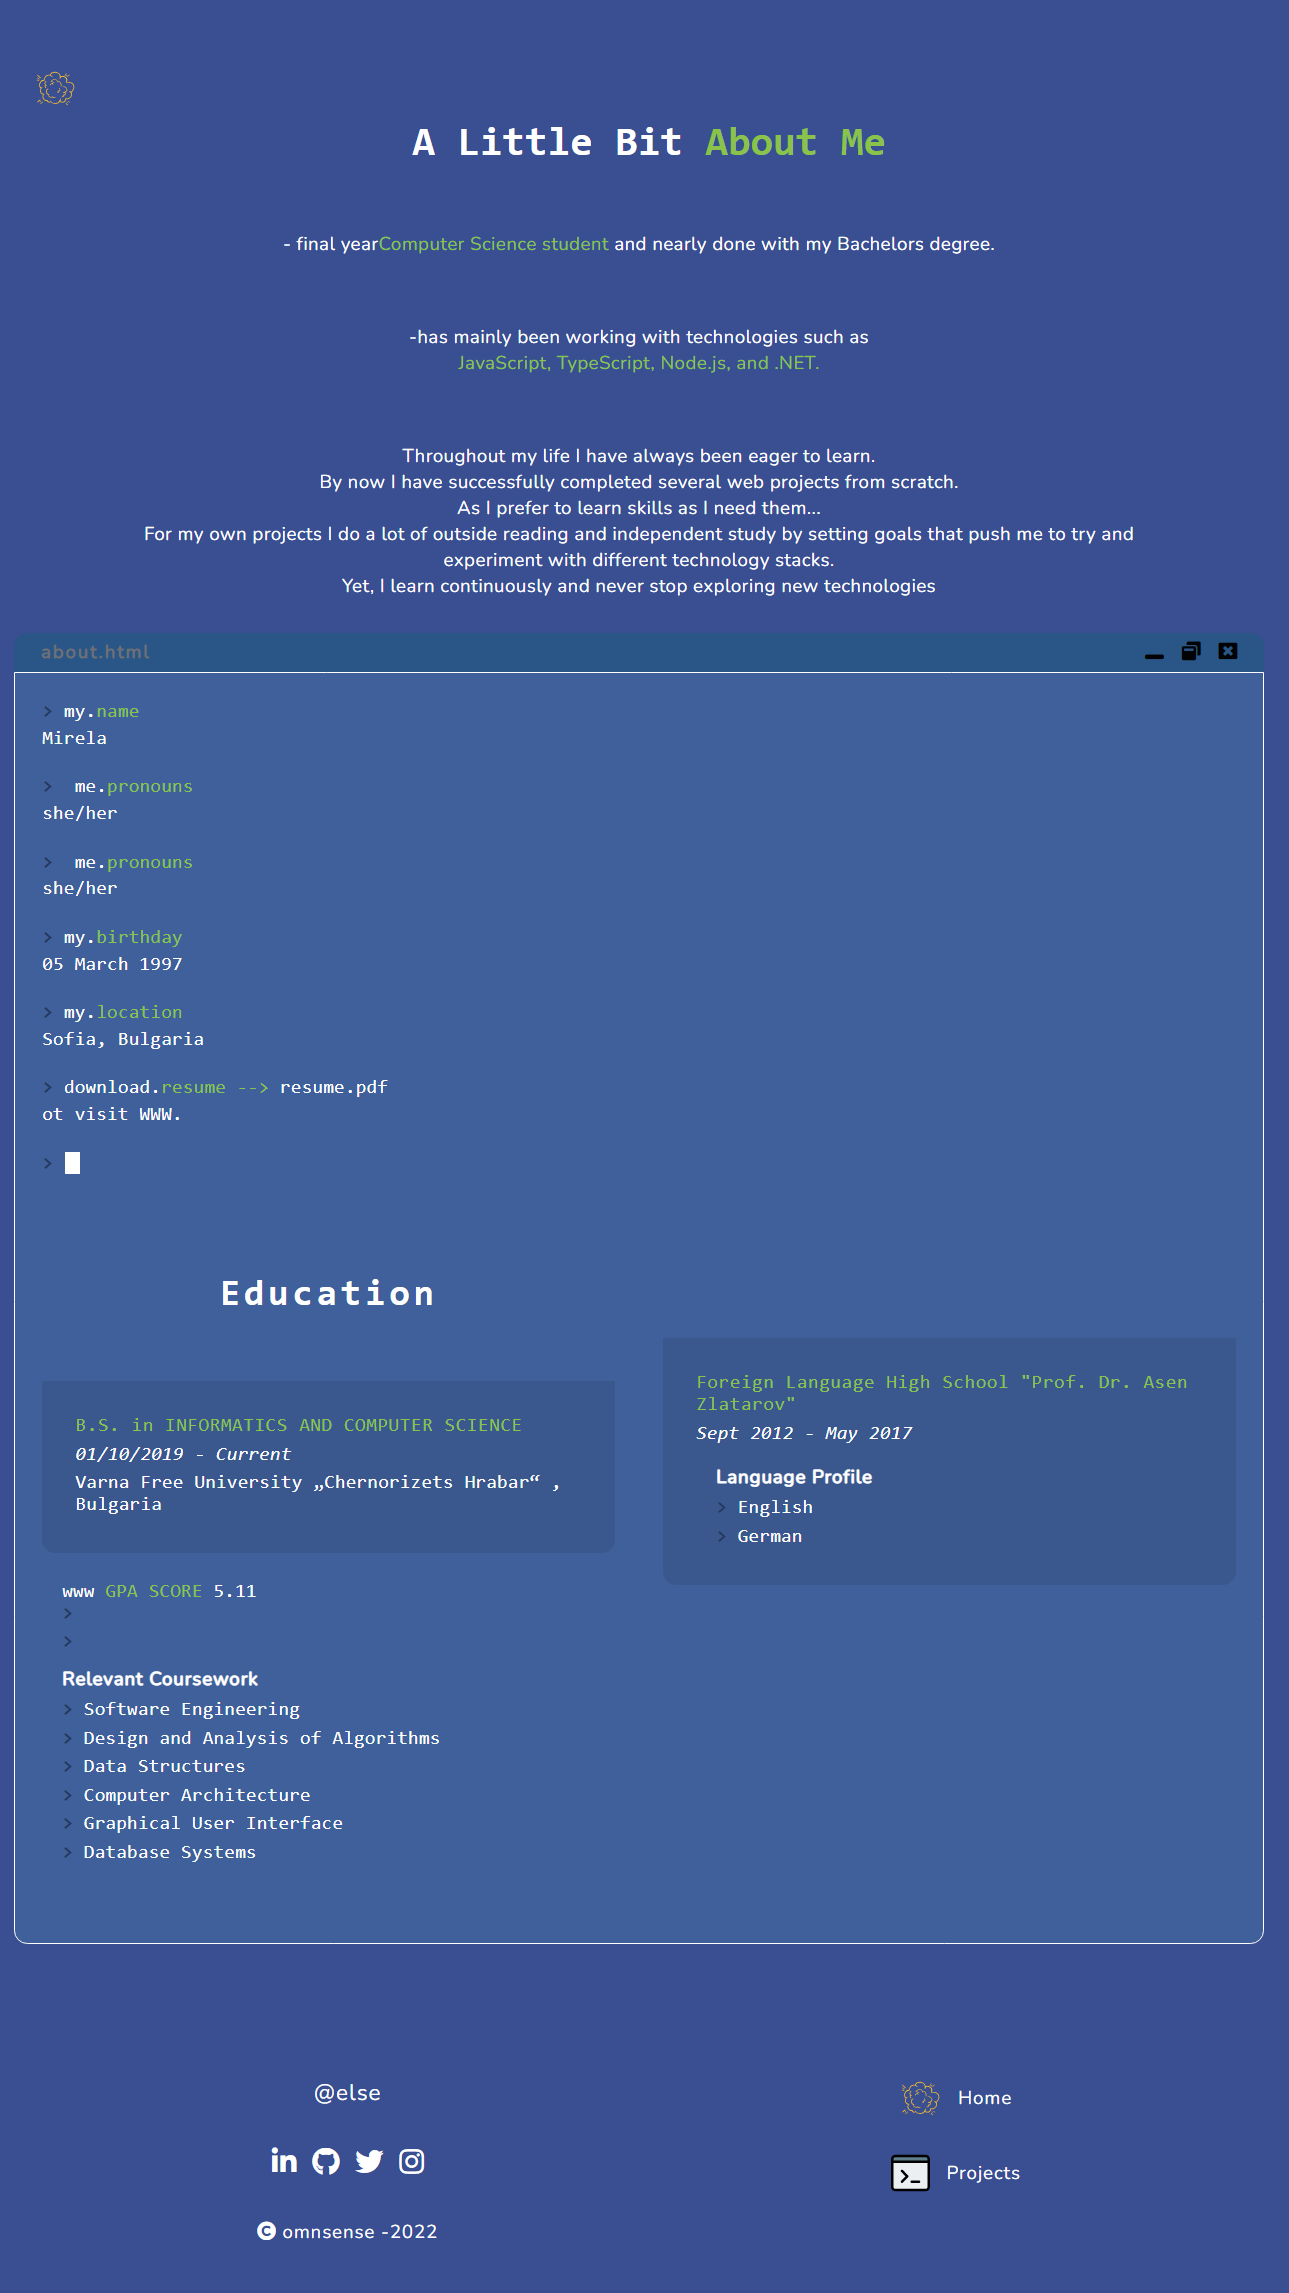 A Little Bit About Me
- final yearComputer Science student and nearly done with my Bachelors degree.
-has mainly been working with technologies such as
JavaScript, TypeScript, Node.js, and .NET.
Throughout my life I have always been eager to learn.
By now I have successfully completed several web projects from scratch.
As I prefer to learn skills as I need them...
For my own projects I do a lot of outside reading and independent study by setting goals that push me to try and
experiment with different technology stacks.
Yet, I learn continuously and never stop exploring new technologies
about.html
> my.name
Mirela
> me.pronouns
she/her
> me.pronouns
she/her
> my.birthday
05 March 1997
> my.location
Sofia, Bulgaria
> download.resume --> resume.pdf
ot visit WWW.
>
Education
B.S. in INFORMATICS AND COMPUTER SCIENCE
01/10/2019 - Current
Varna Free University „Chernorizets Hrabar“ ,
Bulgaria
www GPA SCORE 5.11
>
>
Relevant Coursework
> Software Engineering
> Design and Analysis of Algorithms
> Data Structures
> Computer Architecture
> Graphical User Interface
> Database Systems
Foreign Language High School "Prof. Dr. Asen
Zlatarov"
Sept 2012 - May 2017
Language Profile
> English
> German
@else
© omnsense -2022
Home
Projects